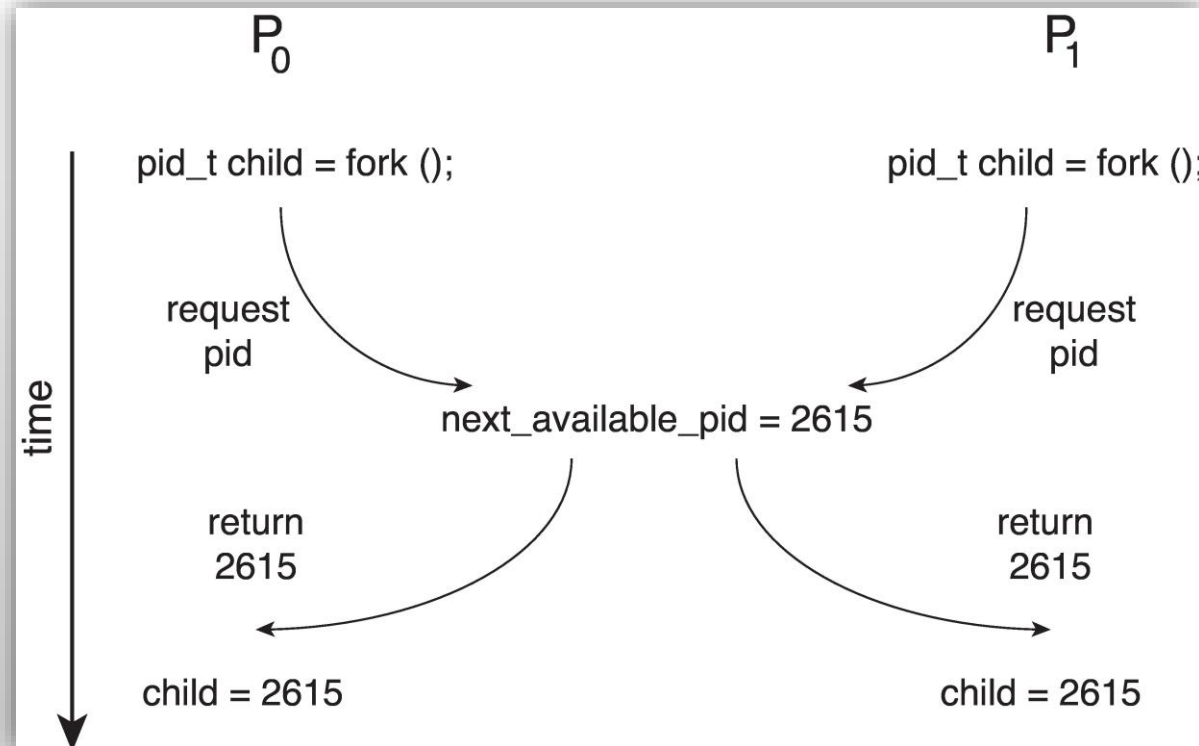 P0 P1
pid_t child = fork (); pid_t child = fork ();
request request
pid pid
time
next_available_pid = 2615
return return
2615 2615
child = 2615 child = 2615